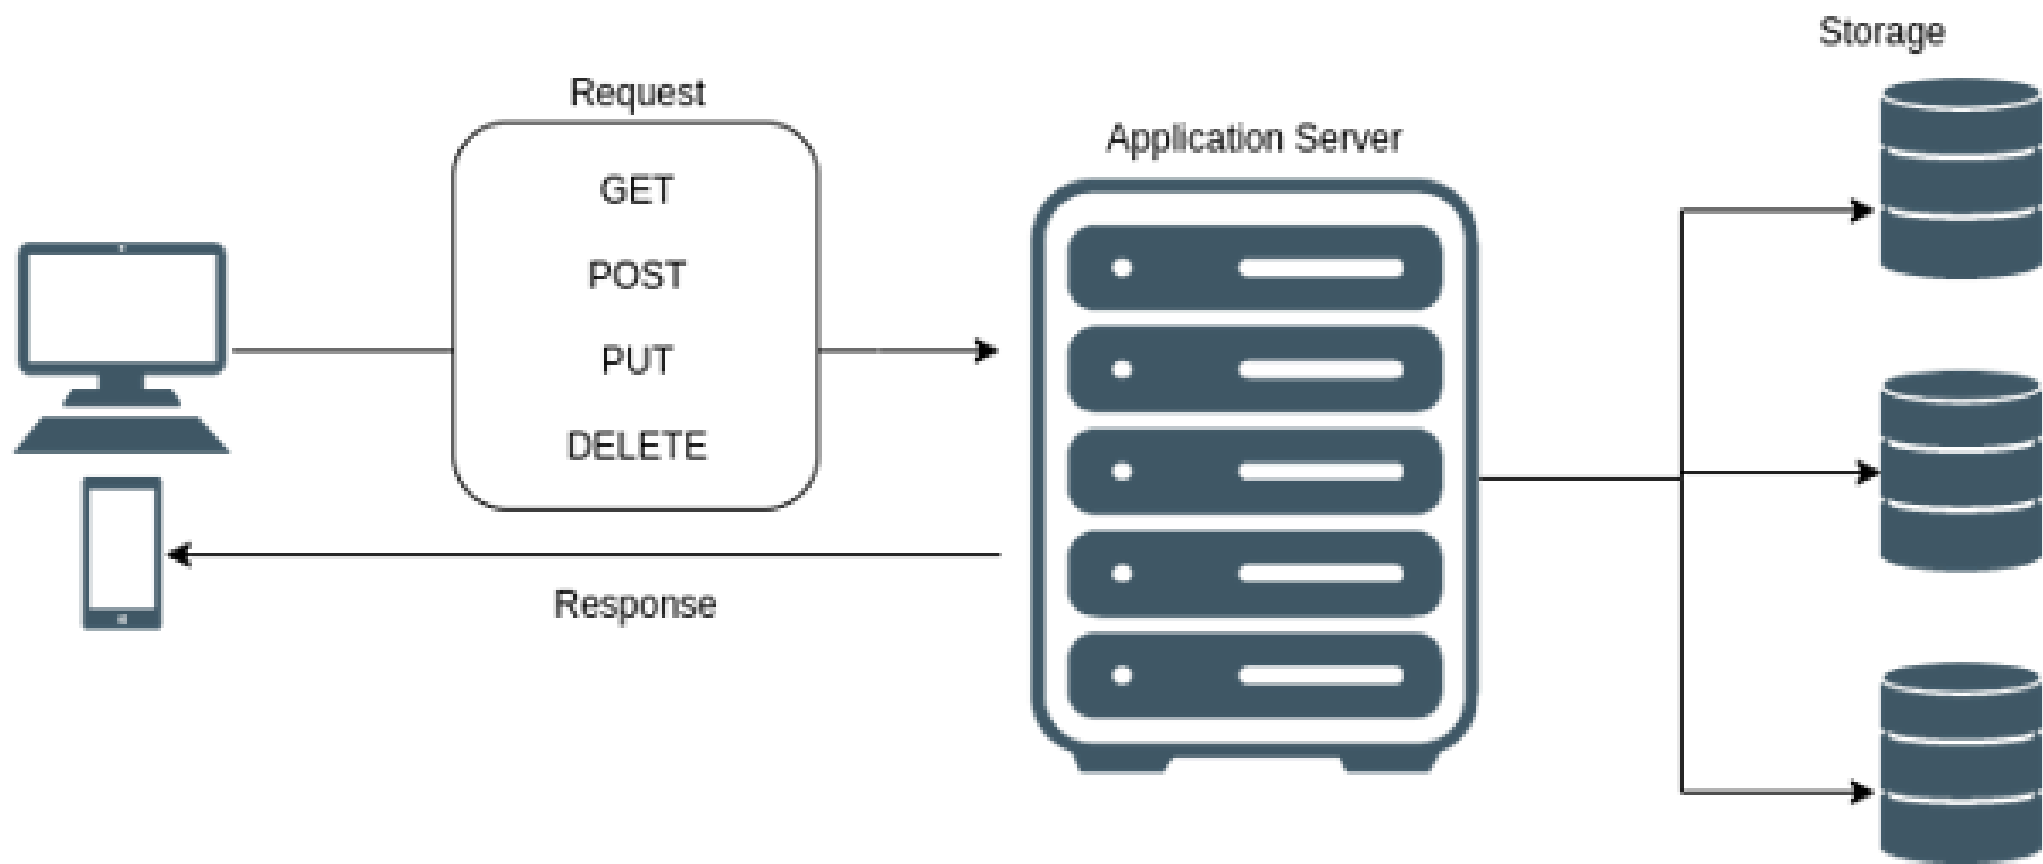 Storage
Request
Application Server
GET
POST
PUT
DELETE
Response